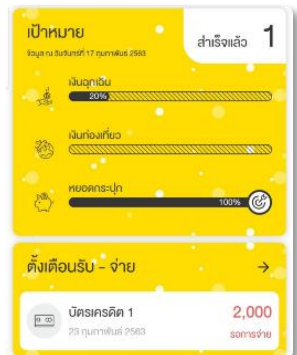 เป้าหมาย
ข้อมูล ณ วันจันทร์ที่ 17 กุมภาพันธ์ 2563
สำเร็จแล้ว 1
เงินฉุกเฉิน
20%
เงินท่องเที่ยว
หยอดกระปุก
100%
ตั้งเตือนรับ - จ่าย
บัตรเครดิต 1
2,000
23 กุมภาพันธ์ 2563
รอการจ่าย